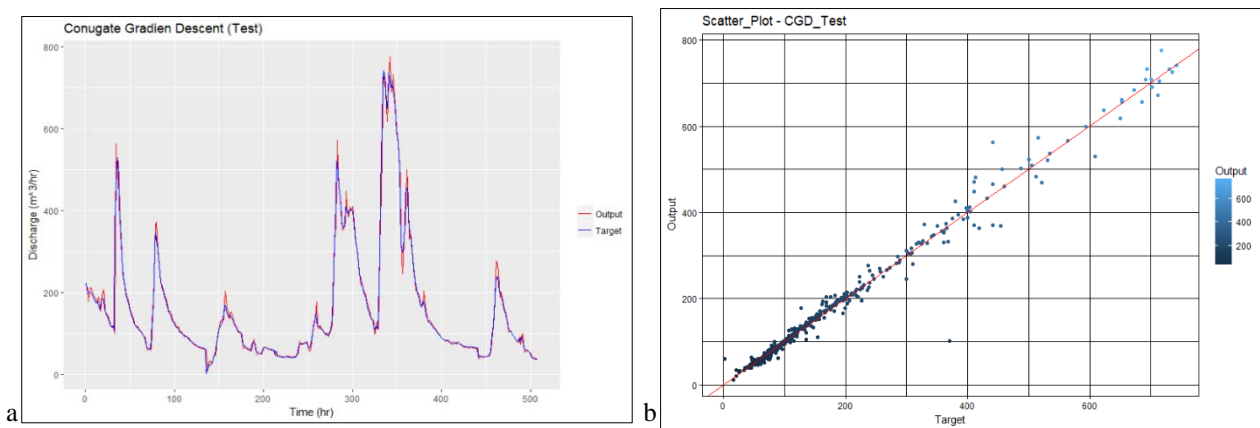 Conugate Gradien Descent (Test)
800
600
400
200
0
Discharge (m^3/hr)
0
100
200
300
400
500
Time (hr)
Output
Target
a
Scatter_Plot - CGD_Test
800
600
400
200
0
Output
0
200
400
600
Target
Output
600
400
200
b